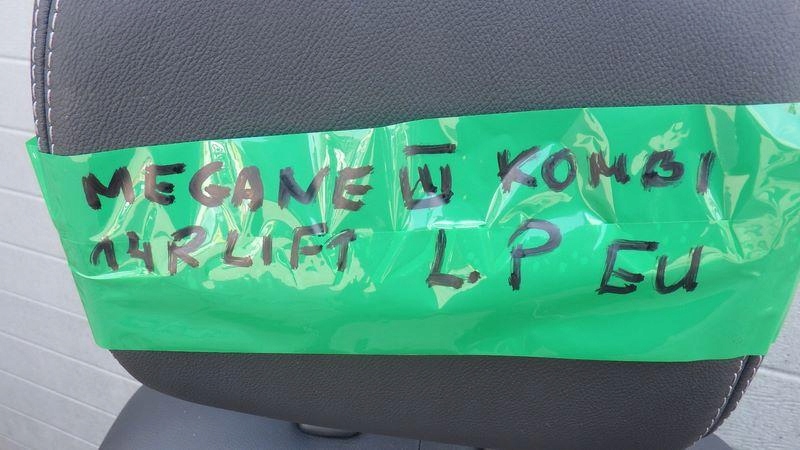 MEGANE III KOMBI
14R LIFT L.P EU